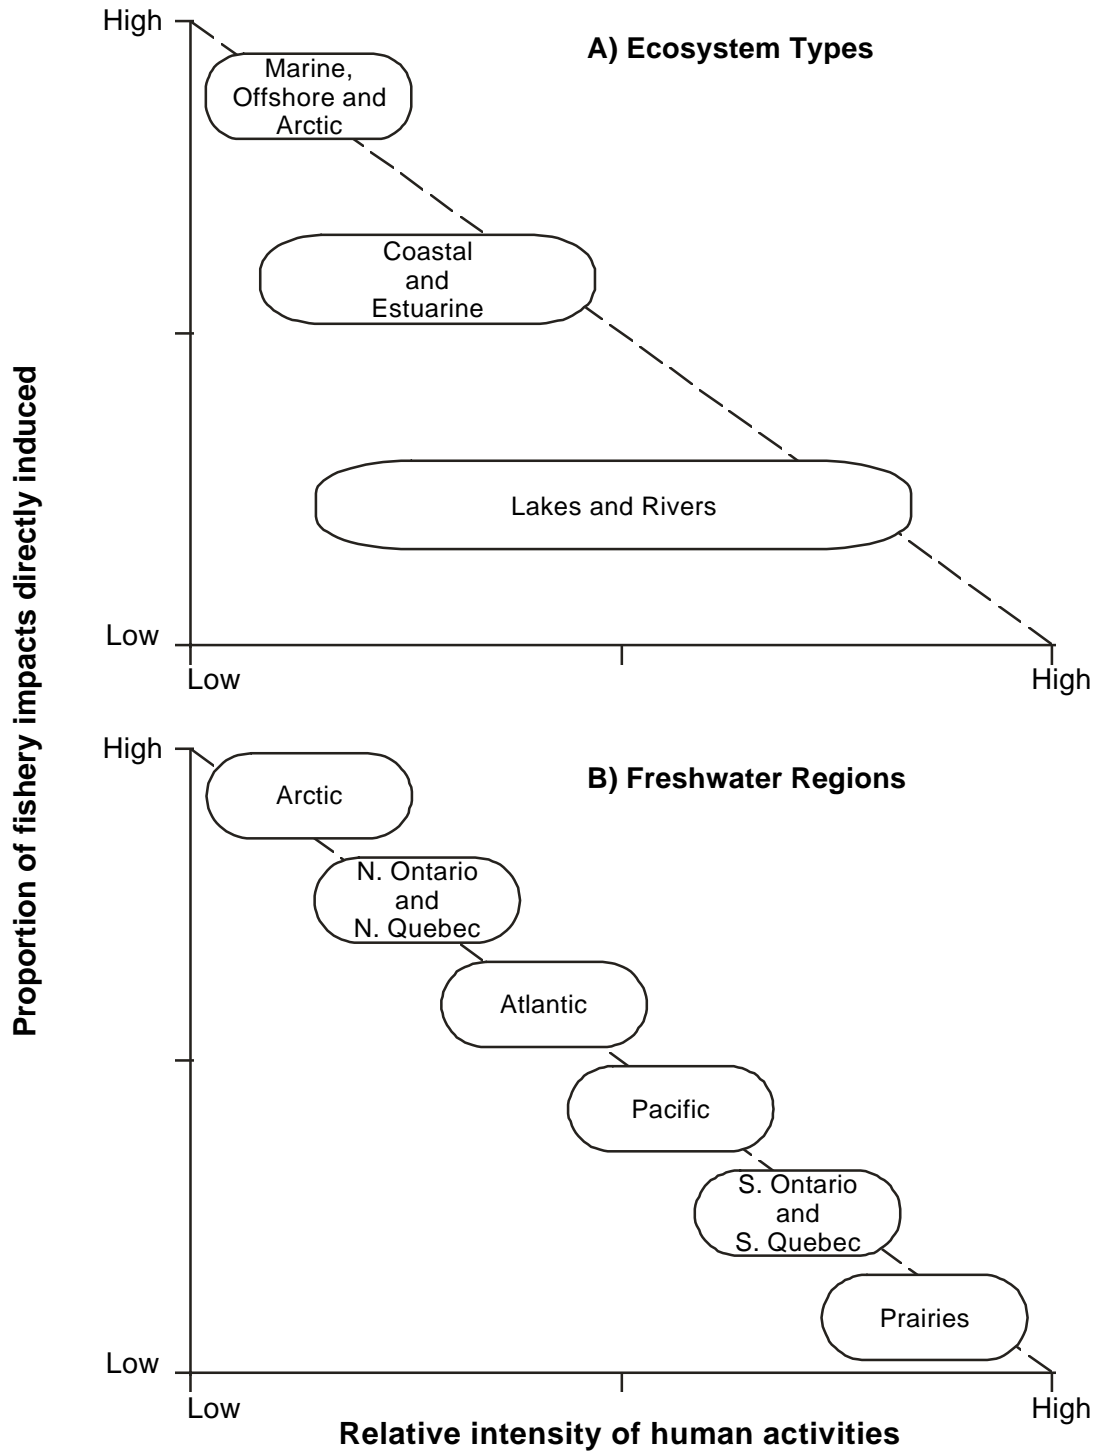 High
A) Ecosystem Types
Marine,
Offshore and
Arctic
Coastal
and
Estuarine
Lakes and Rivers
Low
Low
High
Proportion of fishery impacts directly induced
High
B) Freshwater Regions
Arctic
N. Ontario
and
N. Quebec
Atlantic
Pacific
S. Ontario
and
S. Quebec
Prairies
Low
Low
High
Relative intensity of human activities